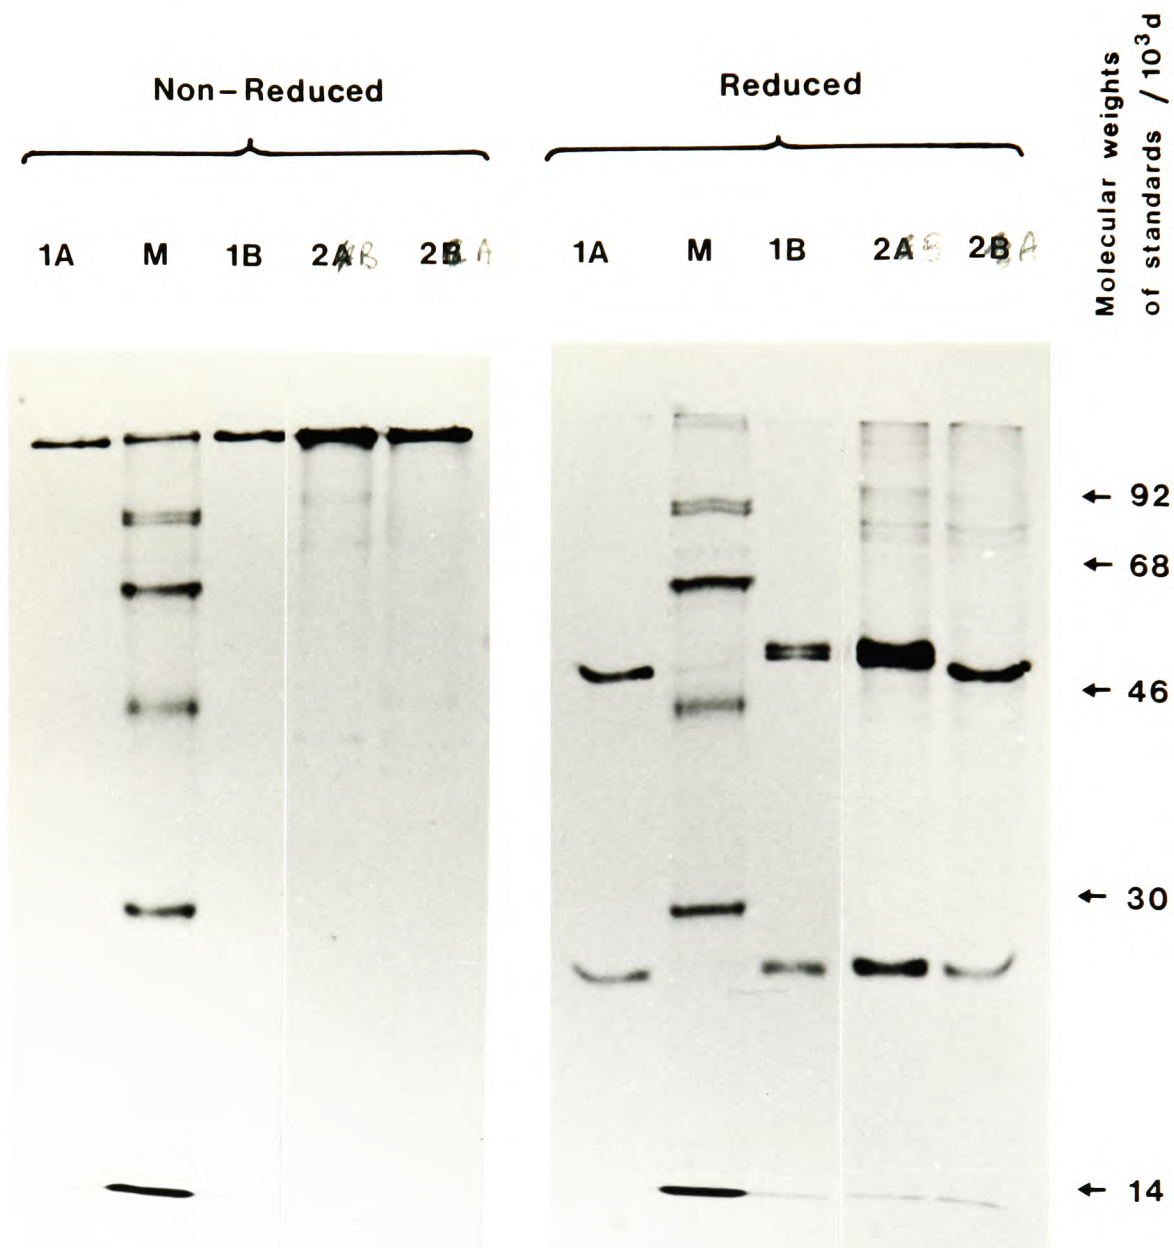 Non-Reduced
Reduced
Molecular weights
of standards /10³d
1A M 1B 2A B 2B A
1A M 1B 2A B 2B A
92
68
46
30
14